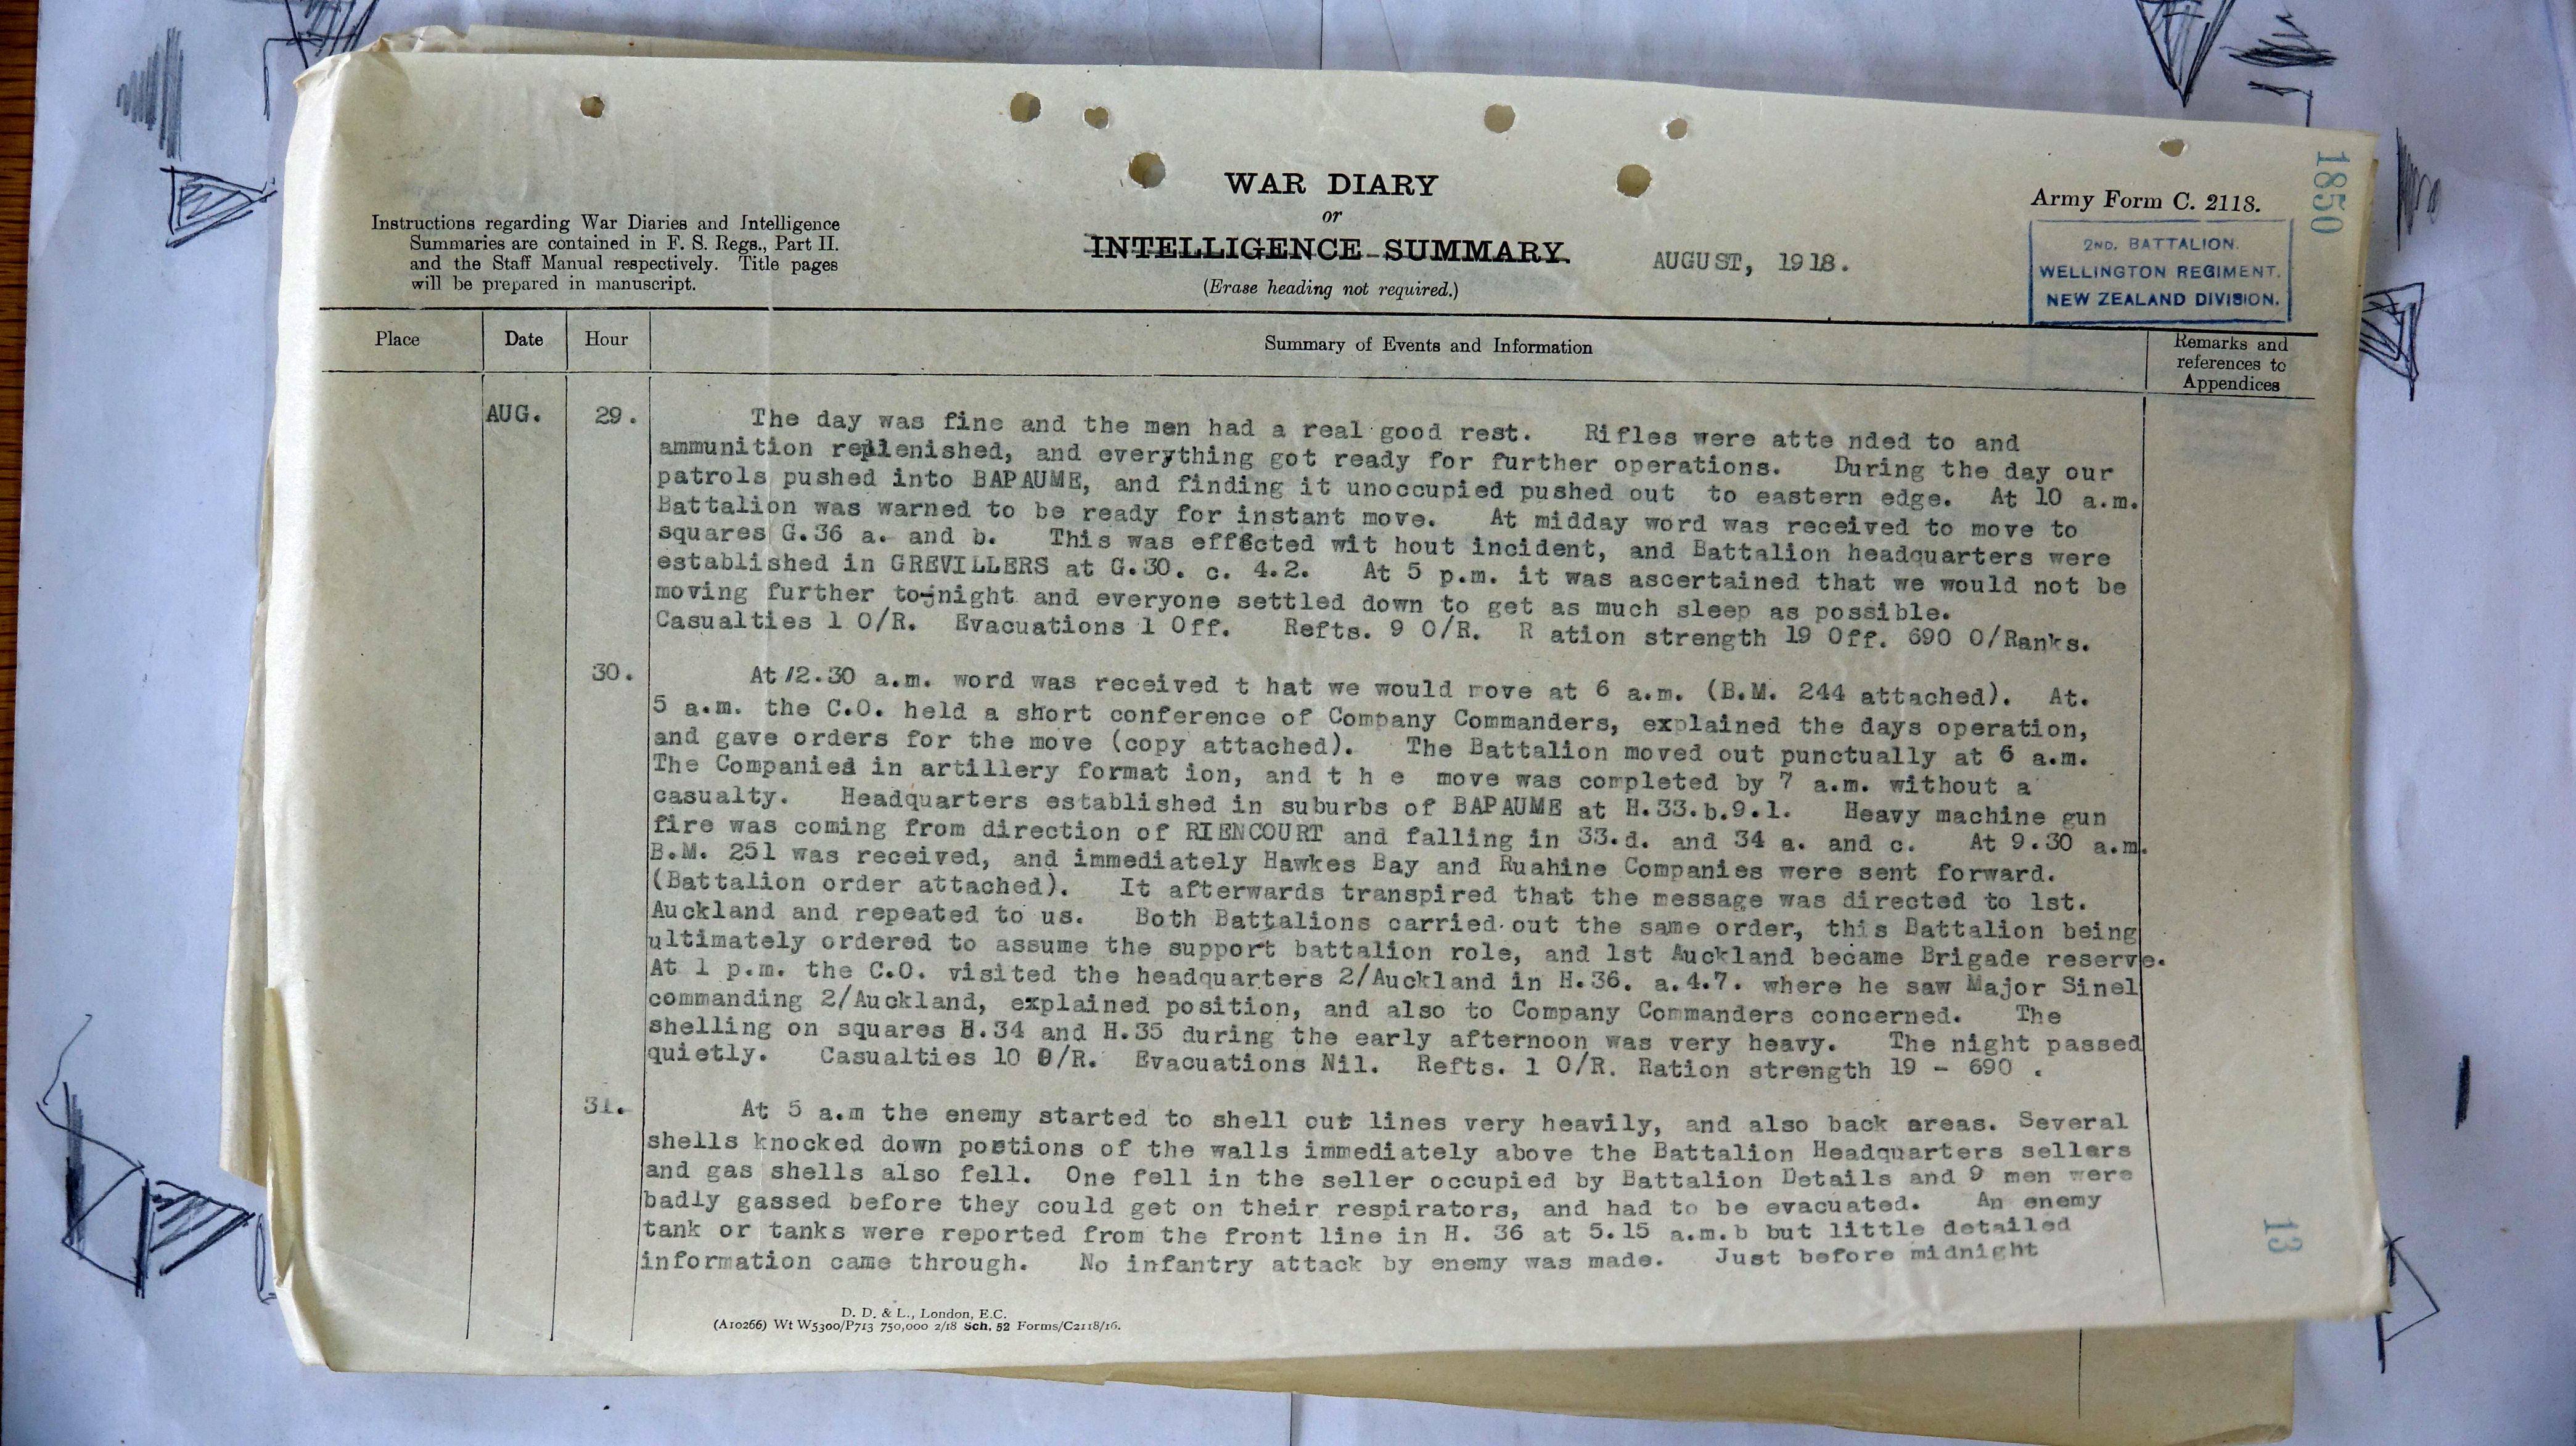 1850
Army Form C. 2118.
WAR DIARY
or
INTELLIGENCE SUMMARY.
(Erase heading not required.)
AUGUST, 1918.
Instructions regarding War Diaries and Intelligence
Summaries are contained in F. S. Regs., Part II.
and the Staff Manual respectively. Title pages
will be prepared in manuscript.
2ND. BATTALION.
WELLINGTON REGIMENT.
NEW ZEALAND DIVISION.
Place Date Hour Summary of Events and Information
Remarks and
references to
Appendices
AUG. 29. The day was fine and the men had a real good rest. Rifles were atte nded to and
ammunition replenished, and everything got ready for further operations. During the day our
patrols pushed into BAPAUME, and finding it unoccupied pushed out to eastern edge. At 10 a.m.
Battalion was warned to be ready for instant move. At midday word was received to move to
squares G.36 a. and b. This was effected wit hout incident, and Battalion headquarters were
established in GREVILLERS at G.30. c. 4.2. At 5 p.m. it was ascertained that we would not be
moving further to-night and everyone settled down to get as much sleep as possible.
Casualties 1 O/R. Evacuations 1 Off. Refts. 9 O/R. R ation strength 19 Off. 690 O/Ranks.
30. At 12.30 a.m. word was received t hat we would move at 6 a.m. (B.M. 244 attached). At.
5 a.m. the C.O. held a short conference of Company Commanders, explained the days operation,
and gave orders for the move (copy attached). The Battalion moved out punctually at 6 a.m.
The Companies in artillery format ion, and t h e move was completed by 7 a.m. without a
casualty. Headquarters established in suburbs of BAPAUME at H.33.b.9.1. Heavy machine gun
fire was coming from direction of RIENCOURT and falling in 33.d. and 34 a. and c. At 9.30 a.m.
B.M. 251 was received, and immediately Hawkes Bay and Ruahine Companies were sent forward.
(Battalion order attached). It afterwards transpired that the message was directed to 1st.
Auckland and repeated to us. Both Battalions carried out the same order, this Battalion being
ultimately ordered to assume the support battalion role, and 1st Auckland became Brigade reserve.
At 1 p.m. the C.O. visited the headquarters 2/Auckland in H.36. a.4.7. where he saw Major Sinel
commanding 2/Auckland, explained position, and also to Company Commanders concerned. The
shelling on squares H.34 and H.35 during the early afternoon was very heavy. The night passed
quietly. Casualties 10 O/R. Evacuations Nil. Refts. 1 O/R. Ration strength 19 - 690 .
31. At 5 a.m the enemy started to shell out lines very heavily, and also back areas. Several
shells knocked down postions of the walls immediately above the Battalion Headquarters sellars
and gas shells also fell. One fell in the seller occupied by Battalion Details and 9 men were
badly gassed before they could get on their respirators, and had to be evacuated. An enemy
tank or tanks were reported from the front line in H. 36 at 5.15 a.m.b but little detailed
information came through. No infantry attack by enemy was made. Just before midnight
13
D. D. & L., London, E.C.
(A10266) Wt W5300/P713 750,000 2/18 Sch. 52 Forms/C2118/16.